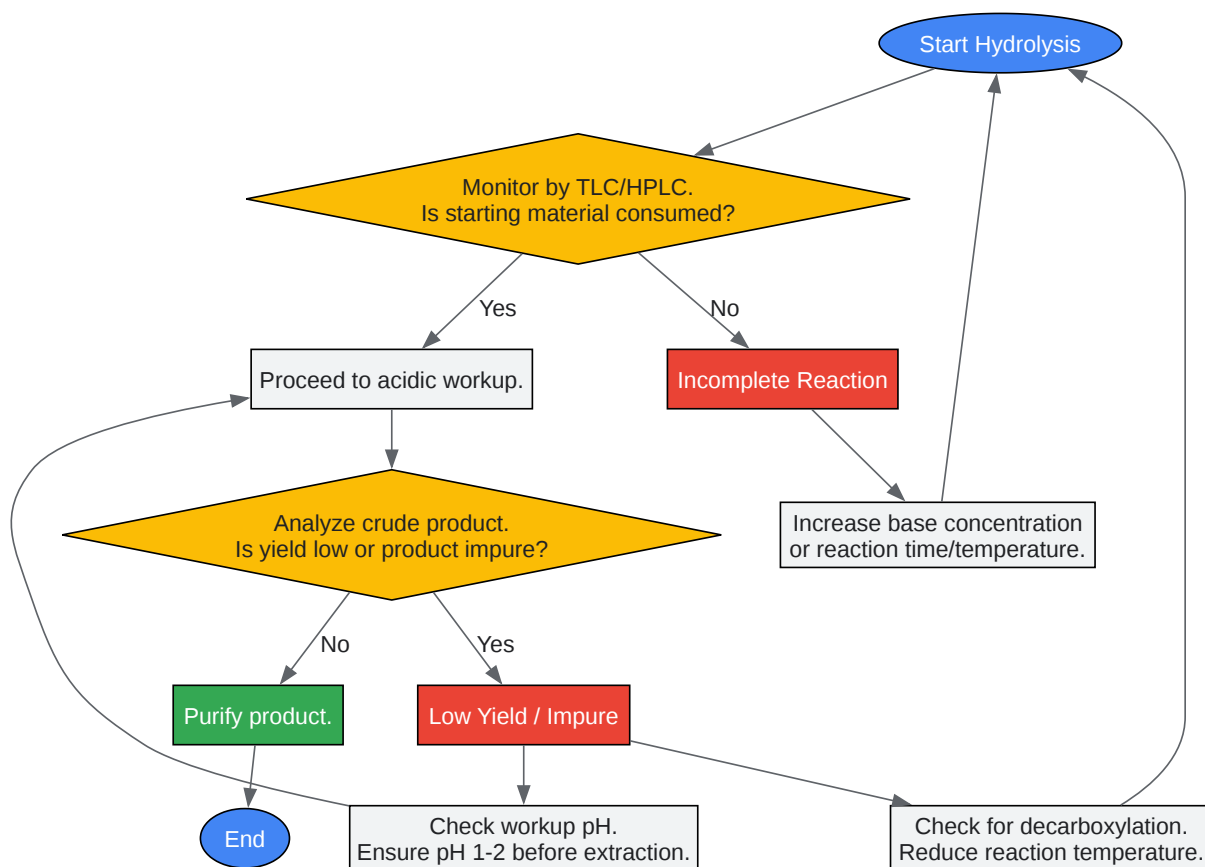 Start Hydrolysis
Monitor by TLC/HPLC.
Is starting material consumed?
Yes
No
Proceed to acidic workup.
Incomplete Reaction
Analyze crude product.
Is yield low or product impure?
Increase base concentration
or reaction time/temperature.
No
Yes
Purify product.
Low Yield / Impure
End
Check workup pH.
Ensure pH 1-2 before extraction.
Check for decarboxylation.
Reduce reaction temperature.